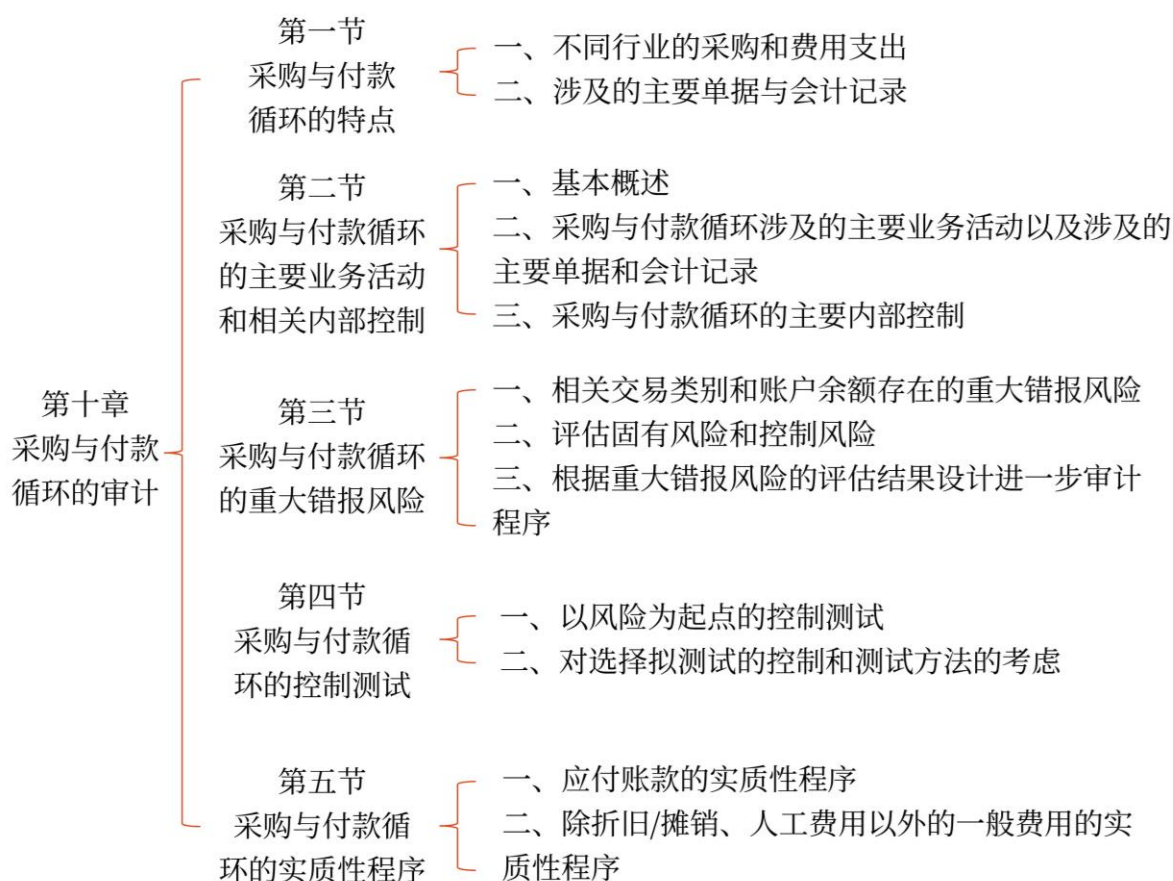 第十章
采购与付款
循环的审计
第一节
采购与付款
循环的特点
一、不同行业的采购和费用支出
二、涉及的主要单据与会计记录
第二节
采购与付款循环
的主要业务活动
和相关内部控制
一、基本概述
二、采购与付款循环涉及的主要业务活动以及涉及的
主要单据和会计记录
三、采购与付款循环的主要内部控制
第三节
采购与付款循环
的重大错报风险
一、相关交易类别和账户余额存在的重大错报风险
二、评估固有风险和控制风险
三、根据重大错报风险的评估结果设计进一步审计
程序
第四节
采购与付款循
环的控制测试
一、以风险为起点的控制测试
二、对选择拟测试的控制和测试方法的考虑
第五节
采购与付款循
环的实质性程序
一、应付账款的实质性程序
二、除折旧/摊销、人工费用以外的一般费用的实
质性程序